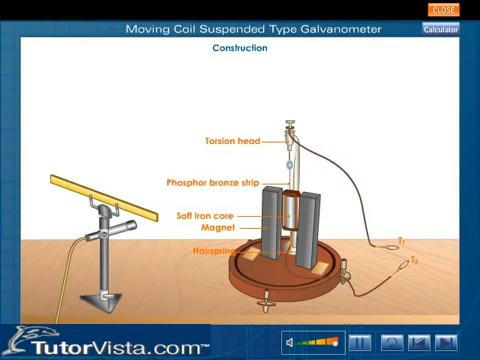 CLOSE
Moving Coil Suspended Type Galvanometer
Calculator
Construction
Torsion head
Phosphor bronze strip
Soft iron core
Magnet
Hairspring
T₁
T₂
TutorVista.com™